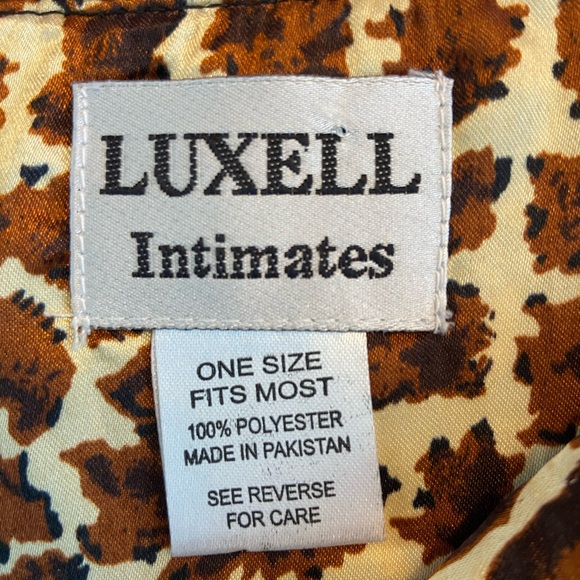 LUXELL
Intimates
ONE SIZE
FITS MOST
100% POLYESTER
MADE IN PAKISTAN
SEE REVERSE
FOR CARE